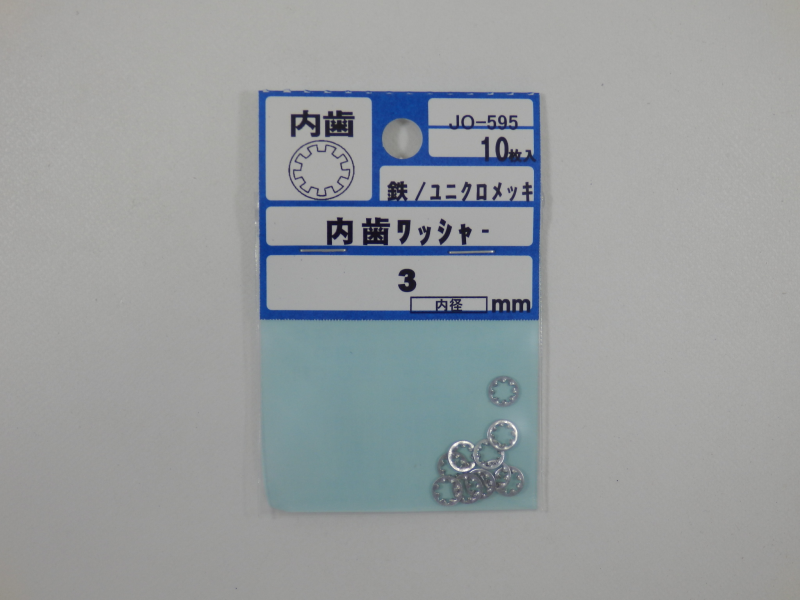 内歯
JO-595
10枚入
鉄/ユニクロメッキ
内歯ワッシャー
3
内径 mm